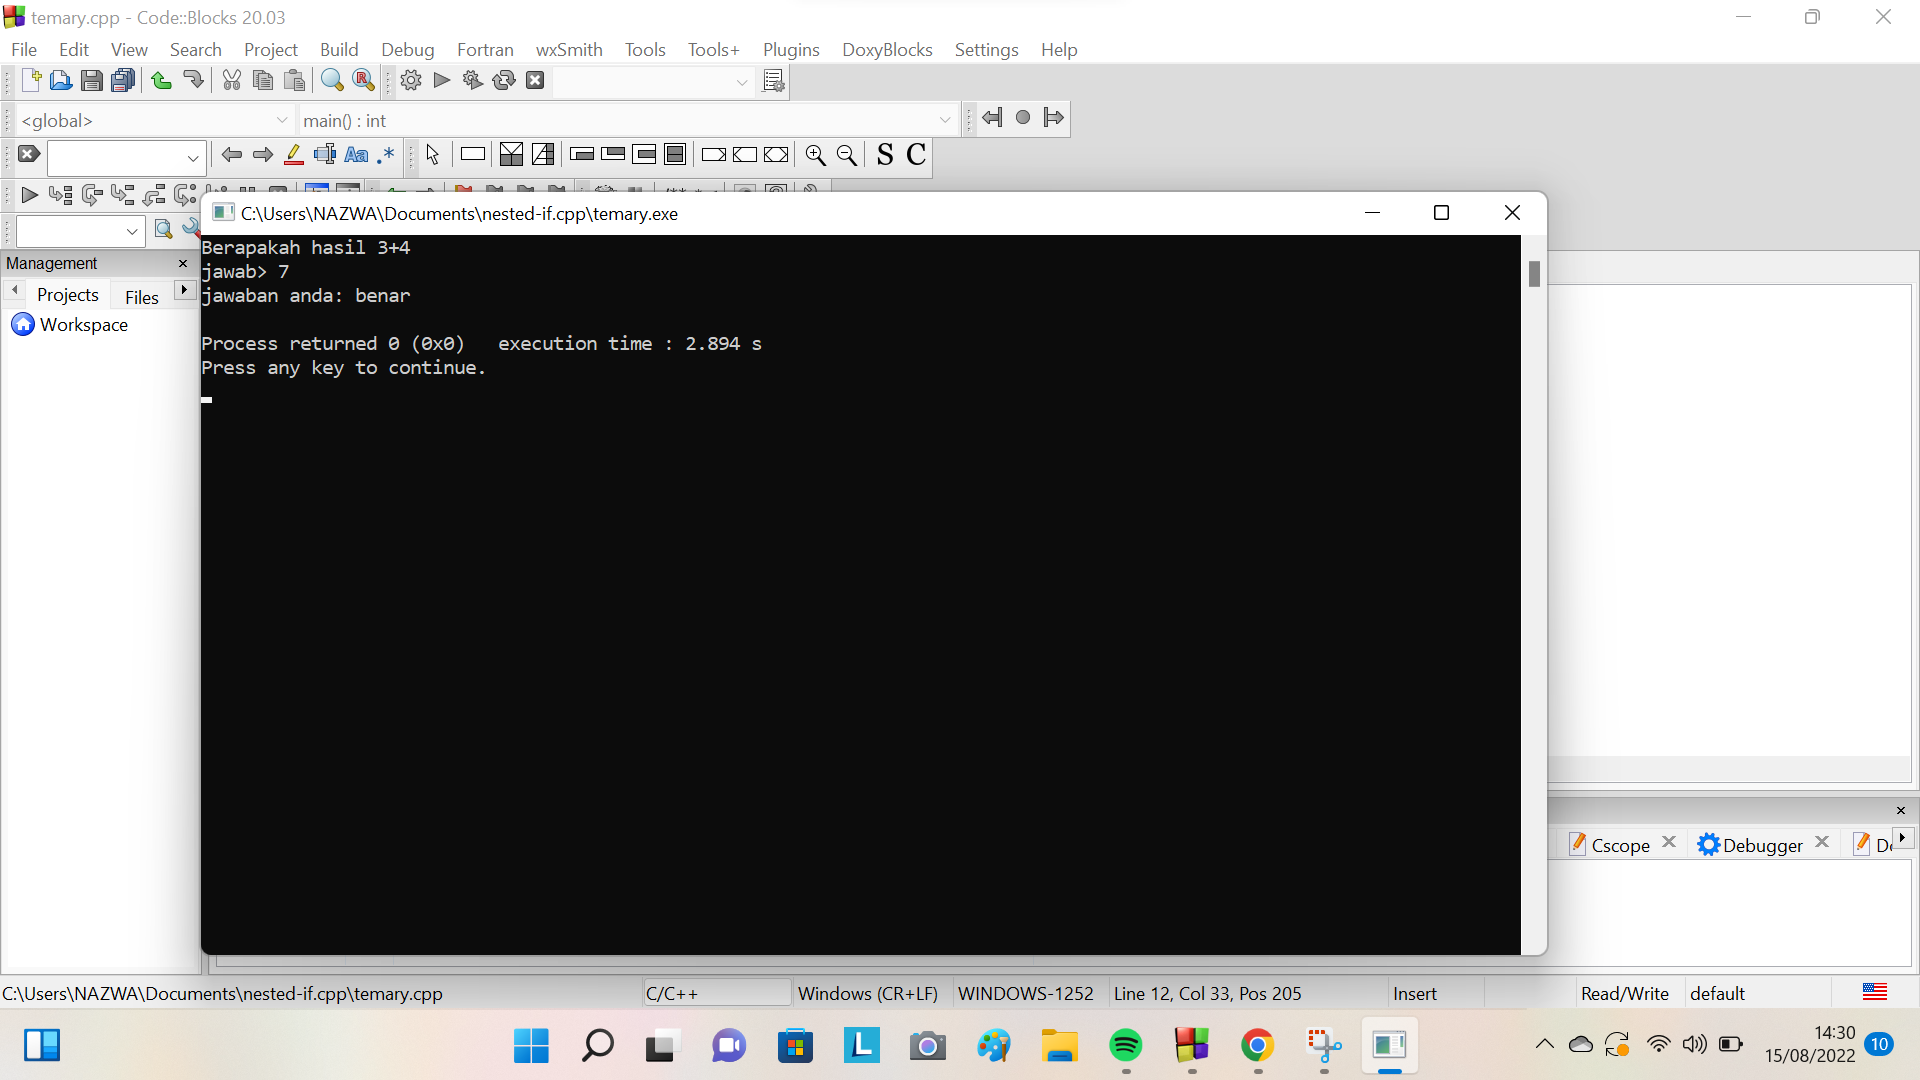 temary.cpp - Code::Blocks 20.03
File Edit View Search Project Build Debug Fortran wxSmith Tools Tools+ Plugins DoxyBlocks Settings Help
<global> main() : int
Aa .* S C
C:\Users\NAZWA\Documents\nested-if.cpp\temary.exe
Berapakah hasil 3+4
jawab> 7
jawaban anda: benar
Process returned 0 (0x0)   execution time : 2.894 s
Press any key to continue.
Management
Projects Files
Workspace
Cscope Debugger
C:\Users\NAZWA\Documents\nested-if.cpp\temary.cpp C/C++ Windows (CR+LF) WINDOWS-1252 Line 12, Col 33, Pos 205 Insert Read/Write default
14:30
15/08/2022 10